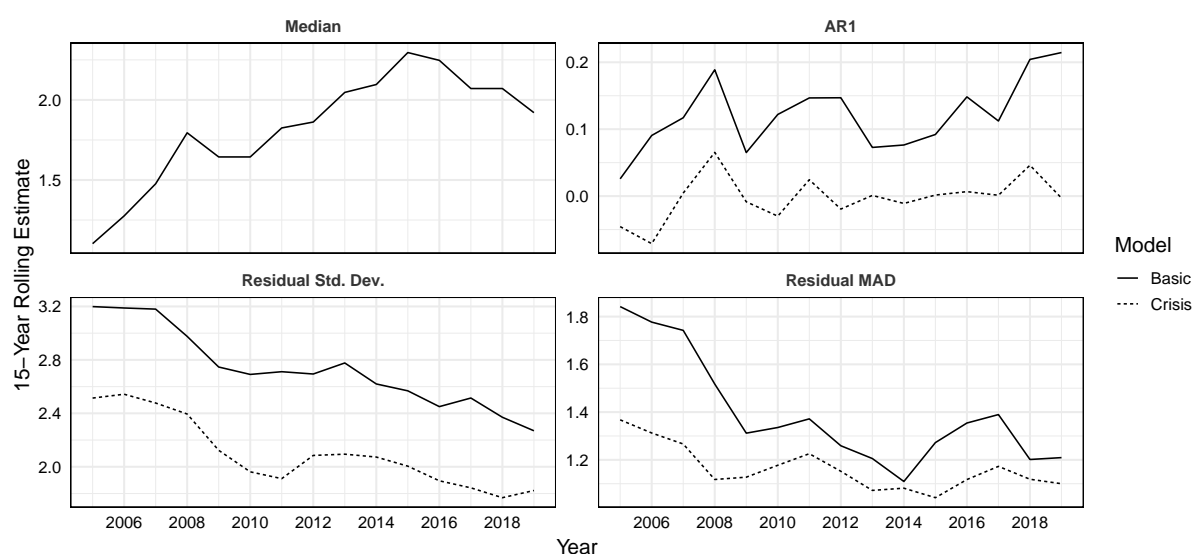 Median
AR1
2.0
1.5
0.2
0.1
0.0
15–Year Rolling Estimate
Residual Std. Dev.
Residual MAD
3.2
2.8
2.4
2.0
1.8
1.6
1.4
1.2
2006 2008 2010 2012 2014 2016 2018
2006 2008 2010 2012 2014 2016 2018
Year
Model
Basic
Crisis